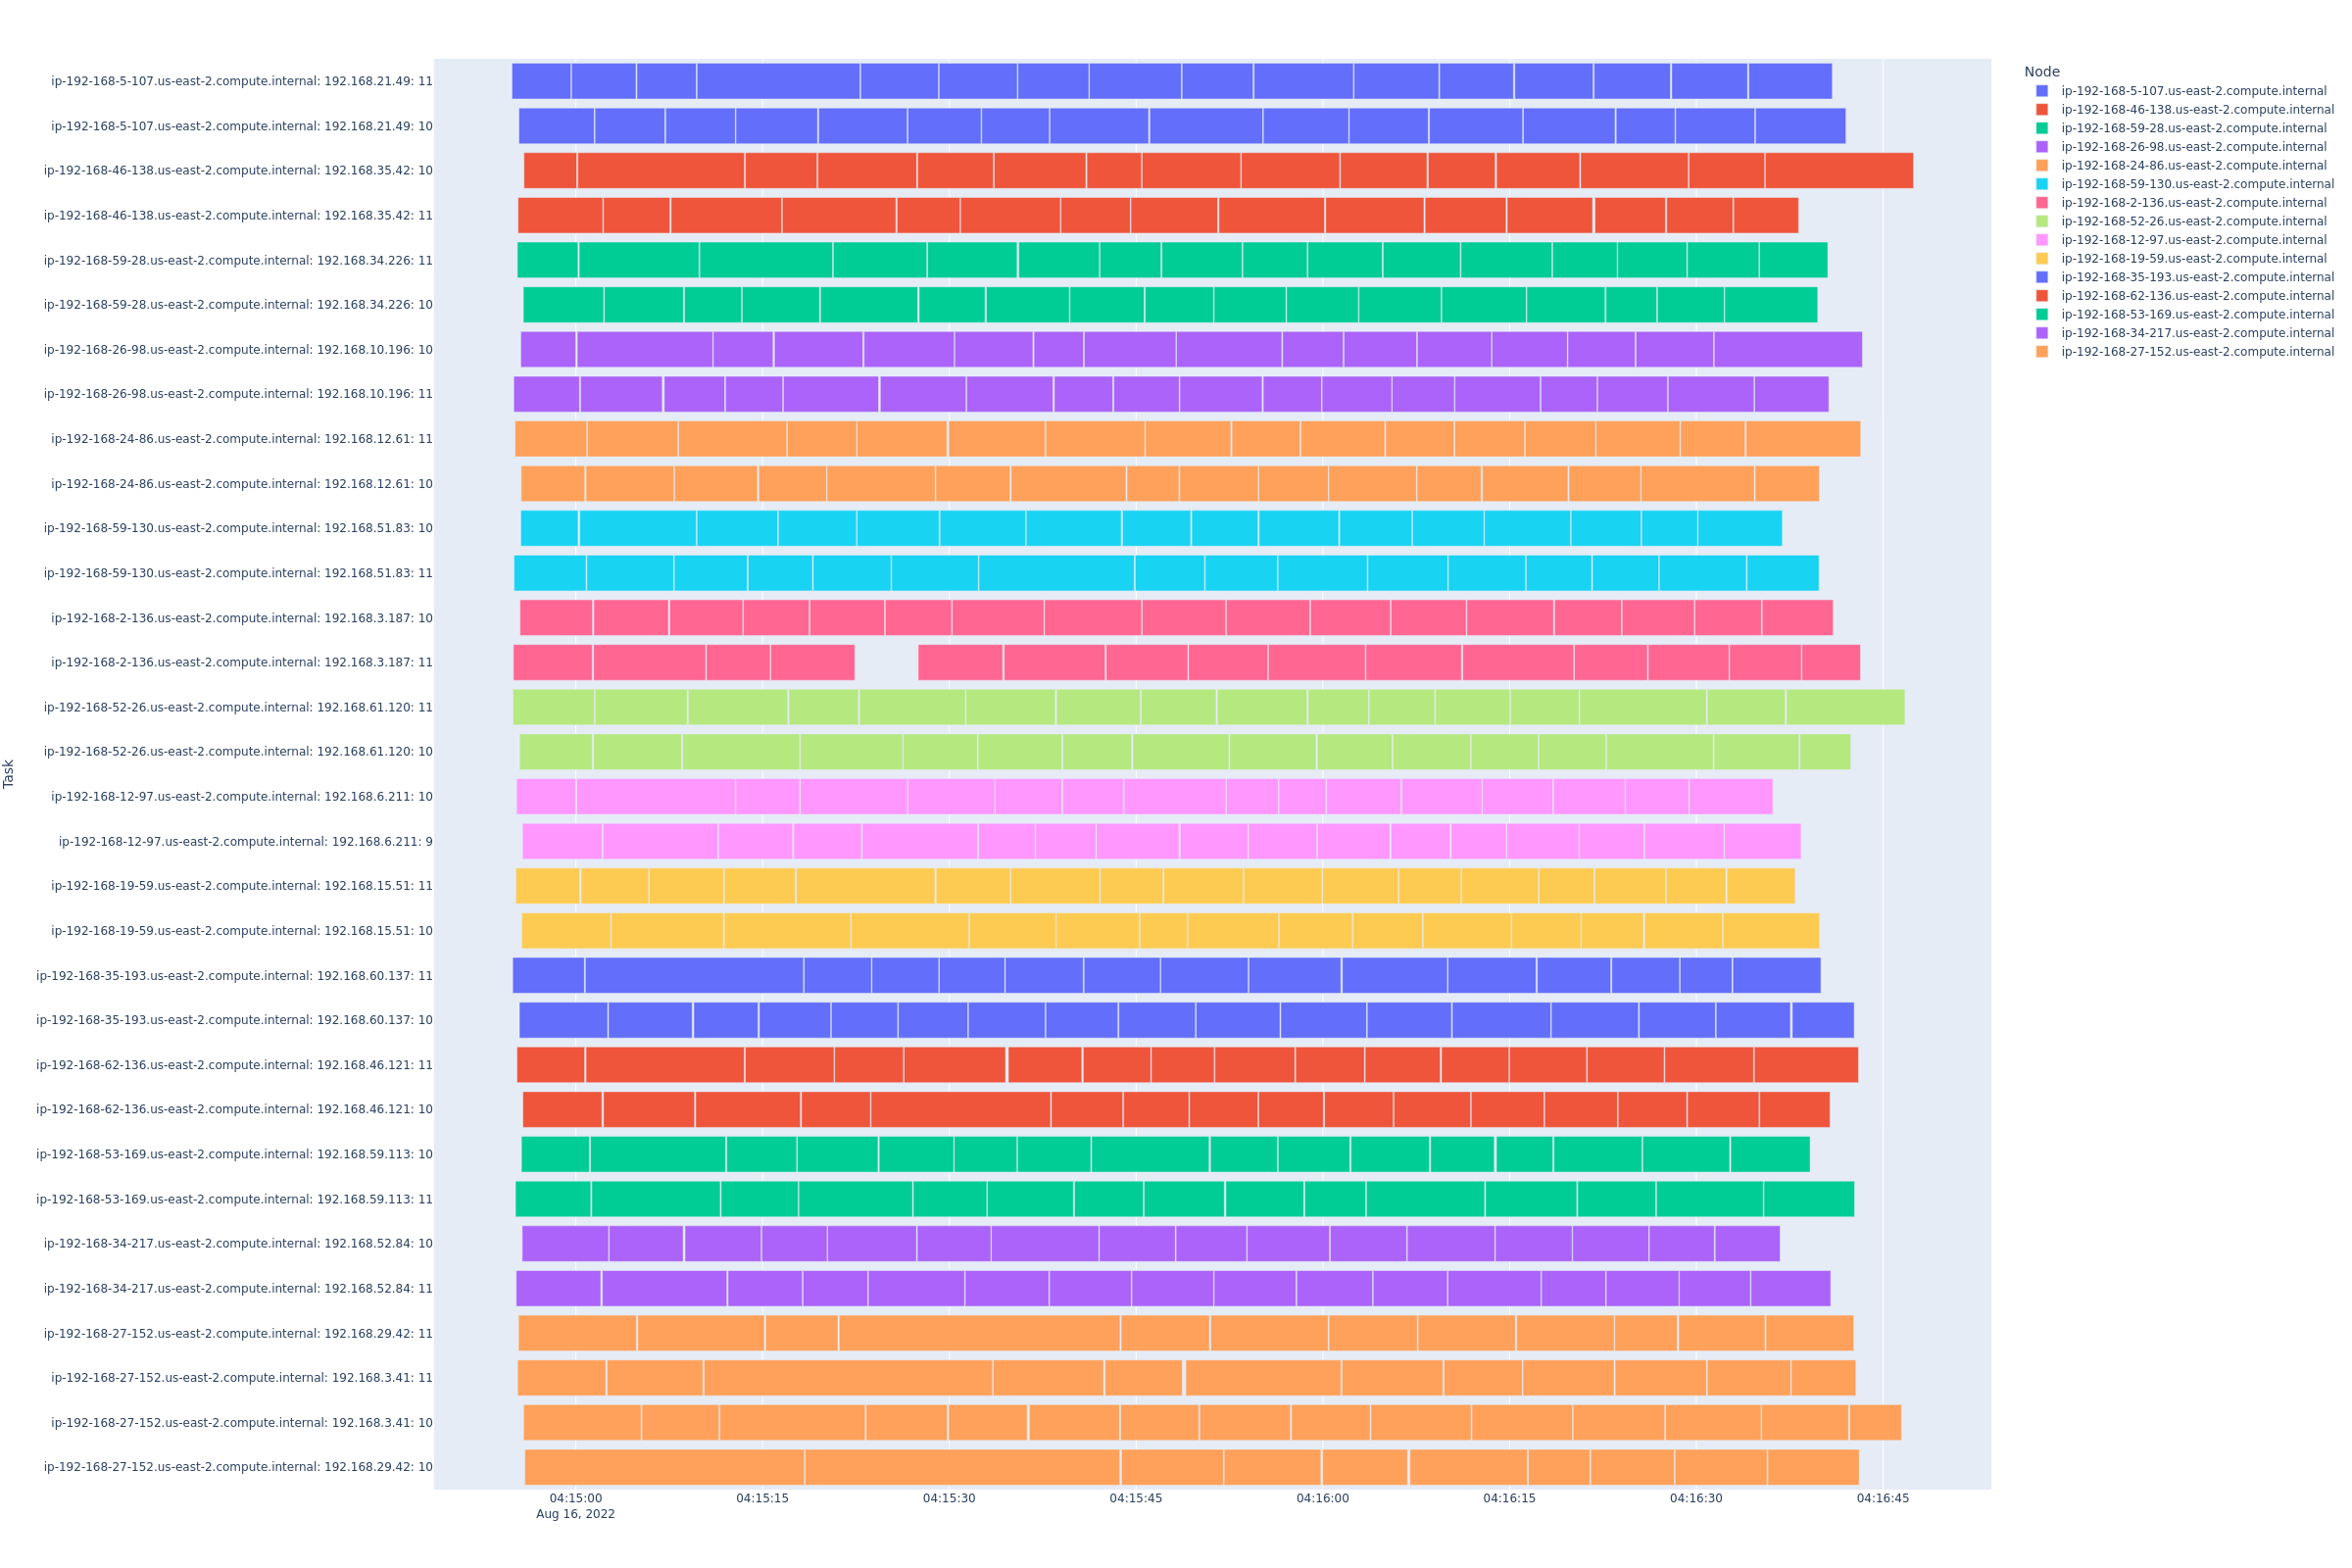 Task
ip-192-168-5-107.us-east-2.compute.internal: 192.168.21.49: 11
ip-192-168-5-107.us-east-2.compute.internal: 192.168.21.49: 10
ip-192-168-46-138.us-east-2.compute.internal: 192.168.35.42: 10
ip-192-168-46-138.us-east-2.compute.internal: 192.168.35.42: 11
ip-192-168-59-28.us-east-2.compute.internal: 192.168.34.226: 11
ip-192-168-59-28.us-east-2.compute.internal: 192.168.34.226: 10
ip-192-168-26-98.us-east-2.compute.internal: 192.168.10.196: 10
ip-192-168-26-98.us-east-2.compute.internal: 192.168.10.196: 11
ip-192-168-24-86.us-east-2.compute.internal: 192.168.12.61: 11
ip-192-168-24-86.us-east-2.compute.internal: 192.168.12.61: 10
ip-192-168-59-130.us-east-2.compute.internal: 192.168.51.83: 10
ip-192-168-59-130.us-east-2.compute.internal: 192.168.51.83: 11
ip-192-168-2-136.us-east-2.compute.internal: 192.168.3.187: 10
ip-192-168-2-136.us-east-2.compute.internal: 192.168.3.187: 11
ip-192-168-52-26.us-east-2.compute.internal: 192.168.61.120: 11
ip-192-168-52-26.us-east-2.compute.internal: 192.168.61.120: 10
ip-192-168-12-97.us-east-2.compute.internal: 192.168.6.211: 10
ip-192-168-12-97.us-east-2.compute.internal: 192.168.6.211: 9
ip-192-168-19-59.us-east-2.compute.internal: 192.168.15.51: 11
ip-192-168-19-59.us-east-2.compute.internal: 192.168.15.51: 10
ip-192-168-35-193.us-east-2.compute.internal: 192.168.60.137: 11
ip-192-168-35-193.us-east-2.compute.internal: 192.168.60.137: 10
ip-192-168-62-136.us-east-2.compute.internal: 192.168.46.121: 11
ip-192-168-62-136.us-east-2.compute.internal: 192.168.46.121: 10
ip-192-168-53-169.us-east-2.compute.internal: 192.168.59.113: 10
ip-192-168-53-169.us-east-2.compute.internal: 192.168.59.113: 11
ip-192-168-34-217.us-east-2.compute.internal: 192.168.52.84: 10
ip-192-168-34-217.us-east-2.compute.internal: 192.168.52.84: 11
ip-192-168-27-152.us-east-2.compute.internal: 192.168.29.42: 11
ip-192-168-27-152.us-east-2.compute.internal: 192.168.3.41: 11
ip-192-168-27-152.us-east-2.compute.internal: 192.168.3.41: 10
ip-192-168-27-152.us-east-2.compute.internal: 192.168.29.42: 10
04:15:00 04:15:15 04:15:30 04:15:45 04:16:00 04:16:15 04:16:30 04:16:45
Aug 16, 2022
Node
ip-192-168-5-107.us-east-2.compute.internal
ip-192-168-46-138.us-east-2.compute.internal
ip-192-168-59-28.us-east-2.compute.internal
ip-192-168-26-98.us-east-2.compute.internal
ip-192-168-24-86.us-east-2.compute.internal
ip-192-168-59-130.us-east-2.compute.internal
ip-192-168-2-136.us-east-2.compute.internal
ip-192-168-52-26.us-east-2.compute.internal
ip-192-168-12-97.us-east-2.compute.internal
ip-192-168-19-59.us-east-2.compute.internal
ip-192-168-35-193.us-east-2.compute.internal
ip-192-168-62-136.us-east-2.compute.internal
ip-192-168-53-169.us-east-2.compute.internal
ip-192-168-34-217.us-east-2.compute.internal
ip-192-168-27-152.us-east-2.compute.internal